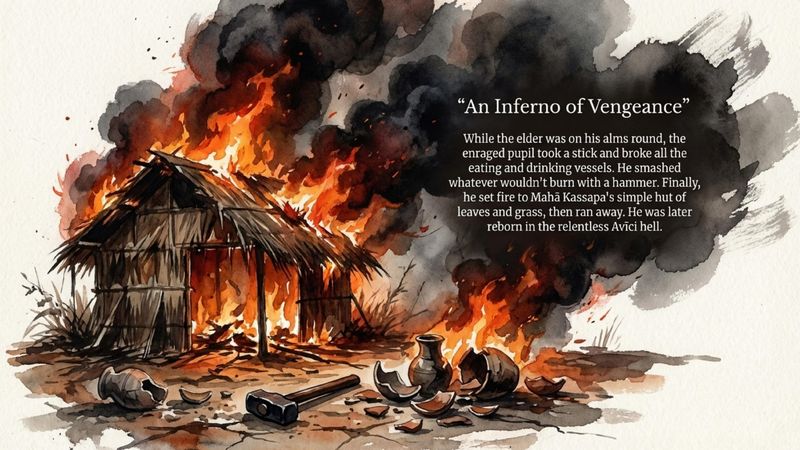 “An Inferno of Vengeance”
While the elder was on his alms round, the
enraged pupil took a stick and broke all the
eating and drinking vessels. He smashed
whatever wouldn't burn with a hammer. Finally,
he set fire to Mahā Kassapa's simple hut of
leaves and grass, then ran away. He was later
reborn in the relentless Avīci hell.